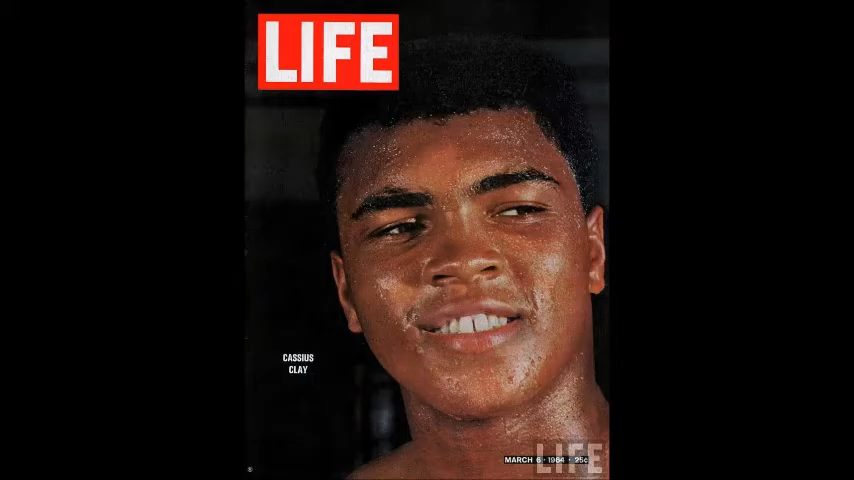 LIFE
CASSIUS
CLAY
MARCH 6 · 1964 · 25¢
LIFE